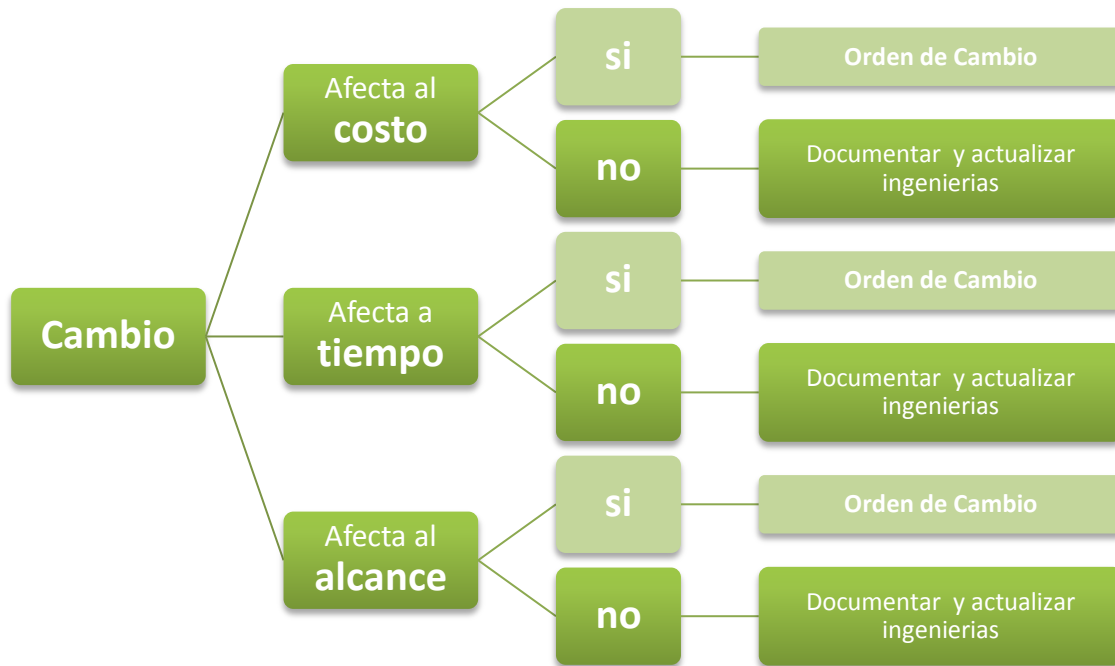 Cambio
Afecta al
costo
si
Orden de Cambio
no
Documentar y actualizar
ingenierias
Afecta a
tiempo
si
Orden de Cambio
no
Documentar y actualizar
ingenierias
Afecta al
alcance
si
Orden de Cambio
no
Documentar y actualizar
ingenierias